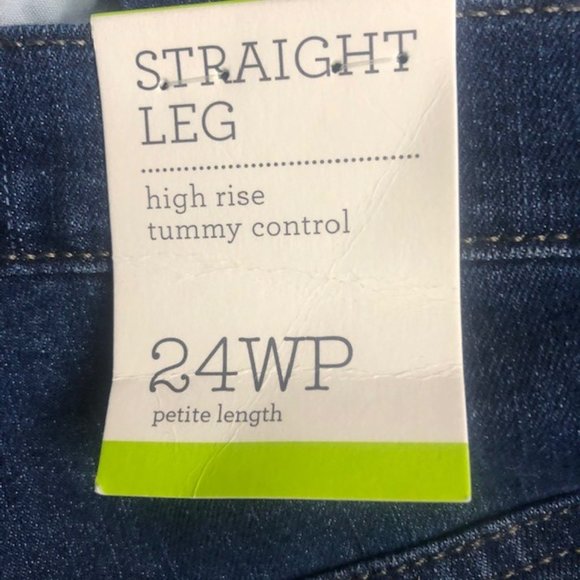 STRAIGHT
LEG
high rise
tummy control
24WP
petite length